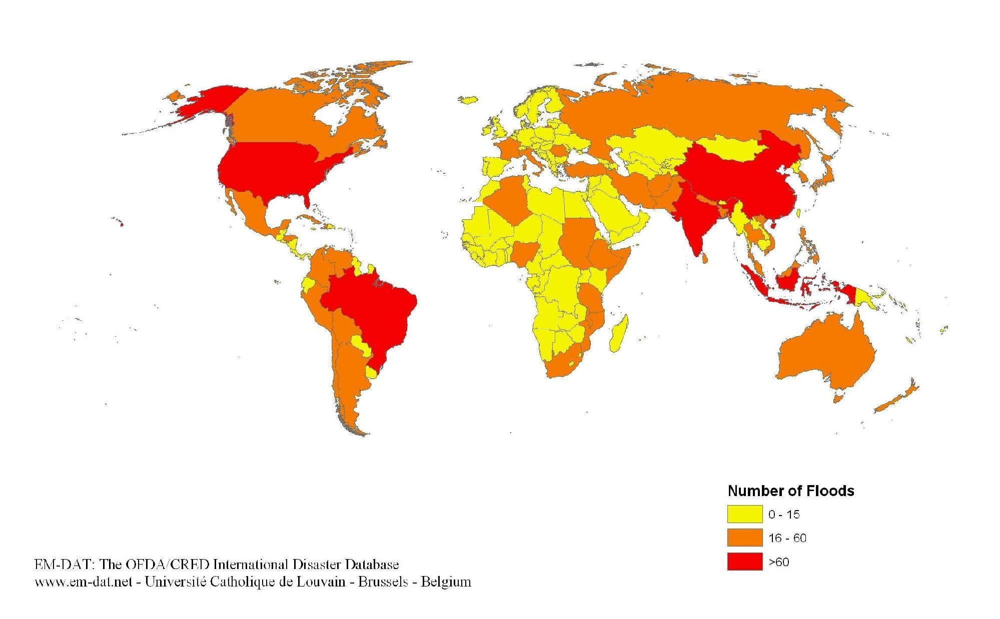 Number of Floods
0 - 15
16 - 60
>60
EM-DAT: The OFDA/CRED International Disaster Database
www.em-dat.net - Université Catholique de Louvain - Brussels - Belgium